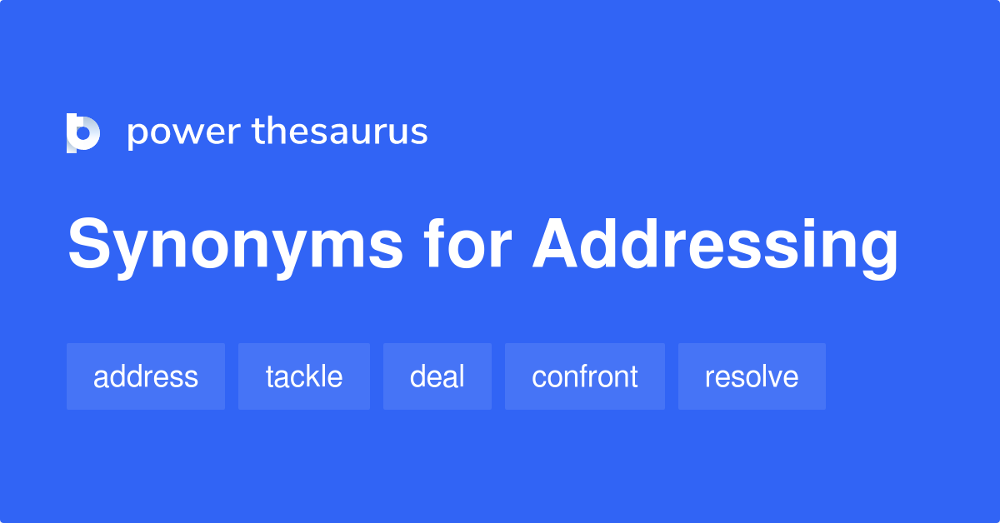 power thesaurus
Synonyms for Addressing
address tackle deal confront resolve